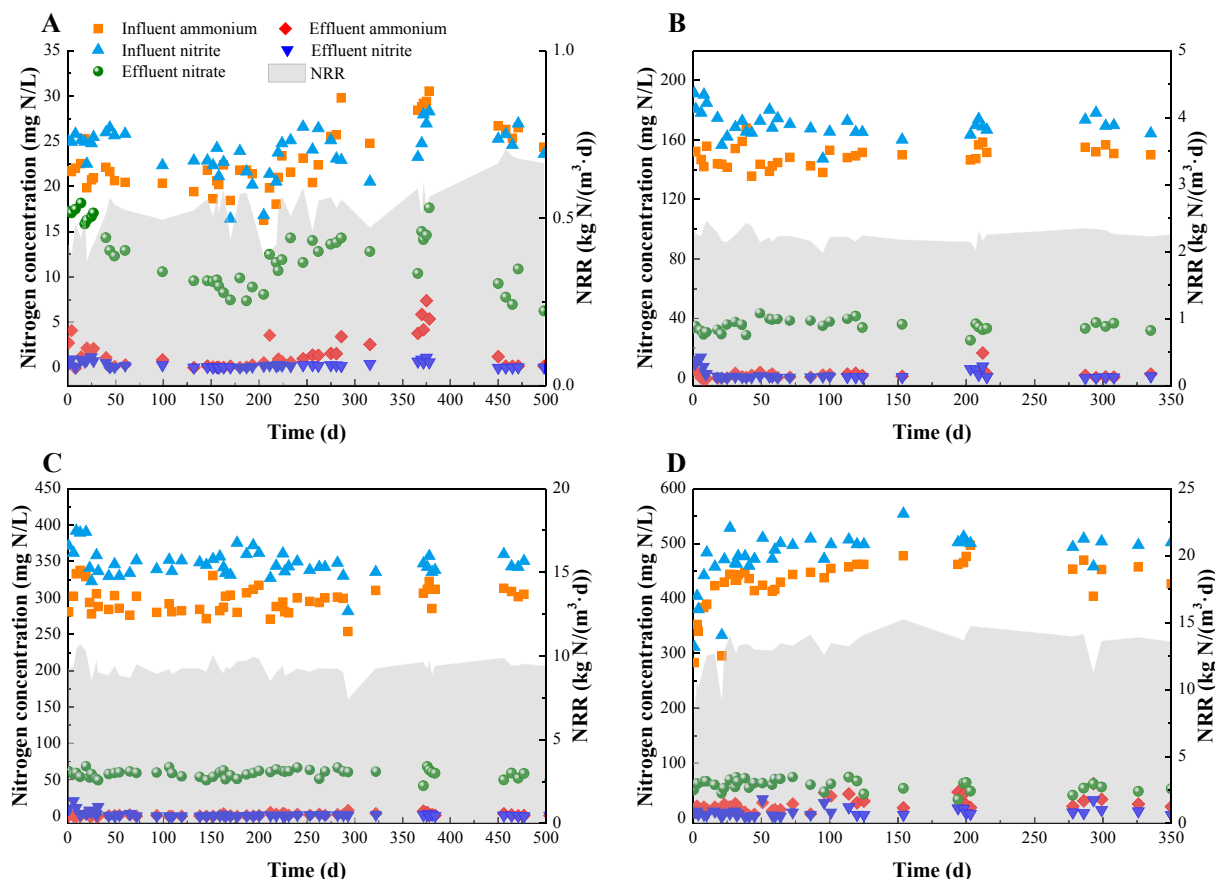 A
Influent ammonium
Effluent ammonium
Influent nitrite
Effluent nitrite
Effluent nitrate
NRR
Nitrogen concentration (mg N/L)
35
30
25
20
15
10
5
0
1.0
0.5
0.0
NRR (kg N/(m³·d))
0 50 100 150 200 250 300 350 400 450 500
Time (d)
B
Nitrogen concentration (mg N/L)
200
160
120
80
40
0
5
4
3
2
1
0
NRR (kg N/(m³·d))
0 50 100 150 200 250 300 350
Time (d)
C
Nitrogen concentration (mg N/L)
450
400
350
300
250
200
150
100
50
0
20
15
10
5
0
NRR (kg N/(m³·d))
0 50 100 150 200 250 300 350 400 450 500
Time (d)
D
Nitrogen concentration (mg N/L)
600
500
400
300
200
100
0
25
20
15
10
5
0
NRR (kg N/(m³·d))
0 50 100 150 200 250 300 350
Time (d)